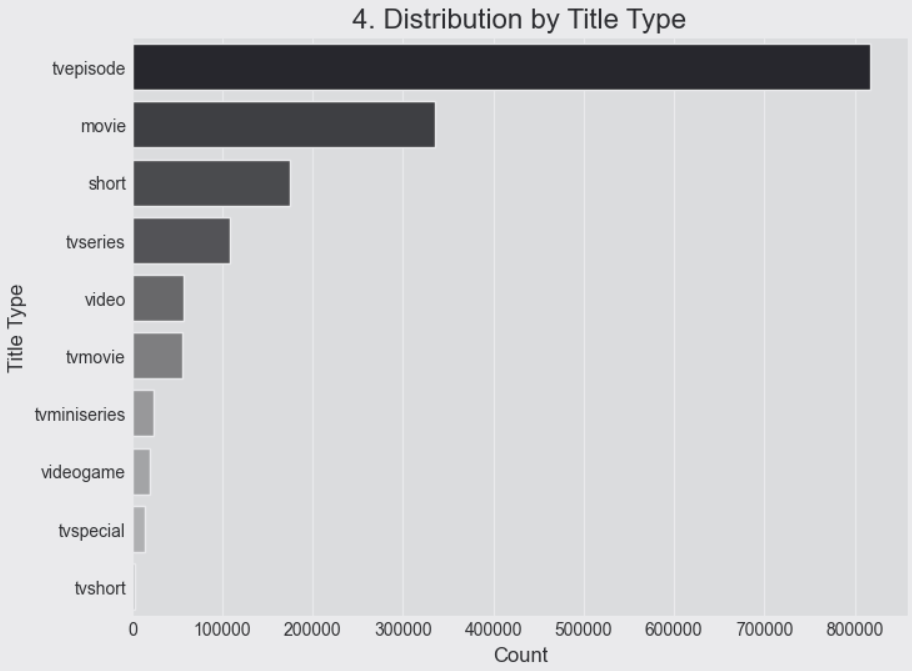 4. Distribution by Title Type
tvepisode
movie
short
tvseries
video
tvmovie
tvminiseries
videogame
tvspecial
tvshort
Title Type
0 100000 200000 300000 400000 500000 600000 700000 800000
Count